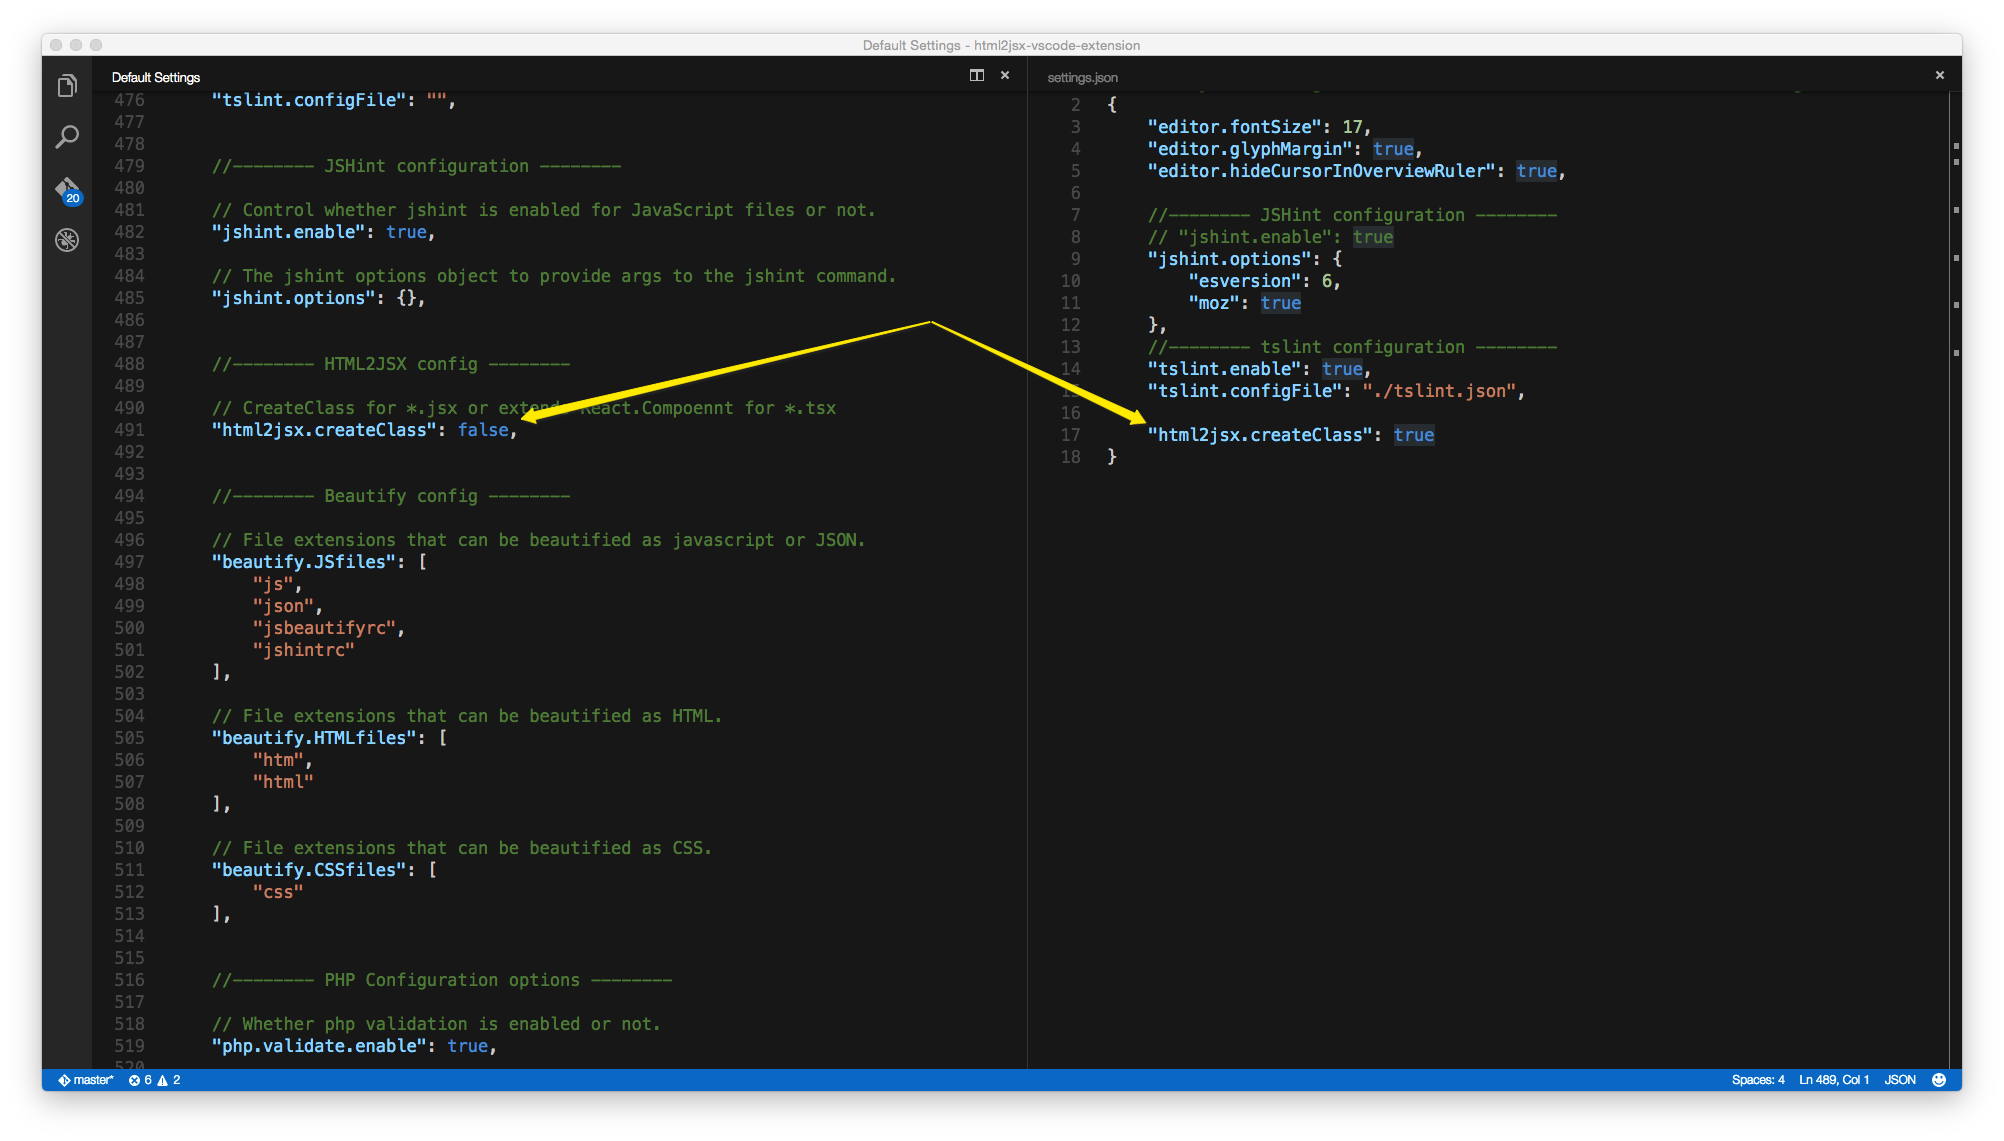 Default Settings - html2jsx-vscode-extension
Default Settings
476 "tslint.configFile": "",
477
478
479 //-------- JSHint configuration --------
480
481 // Control whether jshint is enabled for JavaScript files or not.
482 "jshint.enable": true,
483
484 // The jshint options object to provide args to the jshint command.
485 "jshint.options": {},
486
487
488 //-------- HTML2JSX config --------
489
490 // CreateClass for *.jsx or extends React.Compoennt for *.tsx
491 "html2jsx.createClass": false,
492
493
494 //-------- Beautify config --------
495
496 // File extensions that can be beautified as javascript or JSON.
497 "beautify.JSfiles": [
498 "js",
499 "json",
500 "jsbeautifyrc",
501 "jshintrc"
502 ],
503
504 // File extensions that can be beautified as HTML.
505 "beautify.HTMLfiles": [
506 "htm",
507 "html"
508 ],
509
510 // File extensions that can be beautified as CSS.
511 "beautify.CSSfiles": [
512 "css"
513 ],
514
515
516 //-------- PHP Configuration options --------
517
518 // Whether php validation is enabled or not.
519 "php.validate.enable": true,
520
settings.json
2 {
3 "editor.fontSize": 17,
4 "editor.glyphMargin": true,
5 "editor.hideCursorInOverviewRuler": true,
6
7 //-------- JSHint configuration --------
8 // "jshint.enable": true
9 "jshint.options": {
10 "esversion": 6,
11 "moz": true
12 },
13 //-------- tslint configuration --------
14 "tslint.enable": true,
15 "tslint.configFile": "./tslint.json",
16
17 "html2jsx.createClass": true
18 }
20
master* 6 2
Spaces: 4 Ln 489, Col 1 JSON